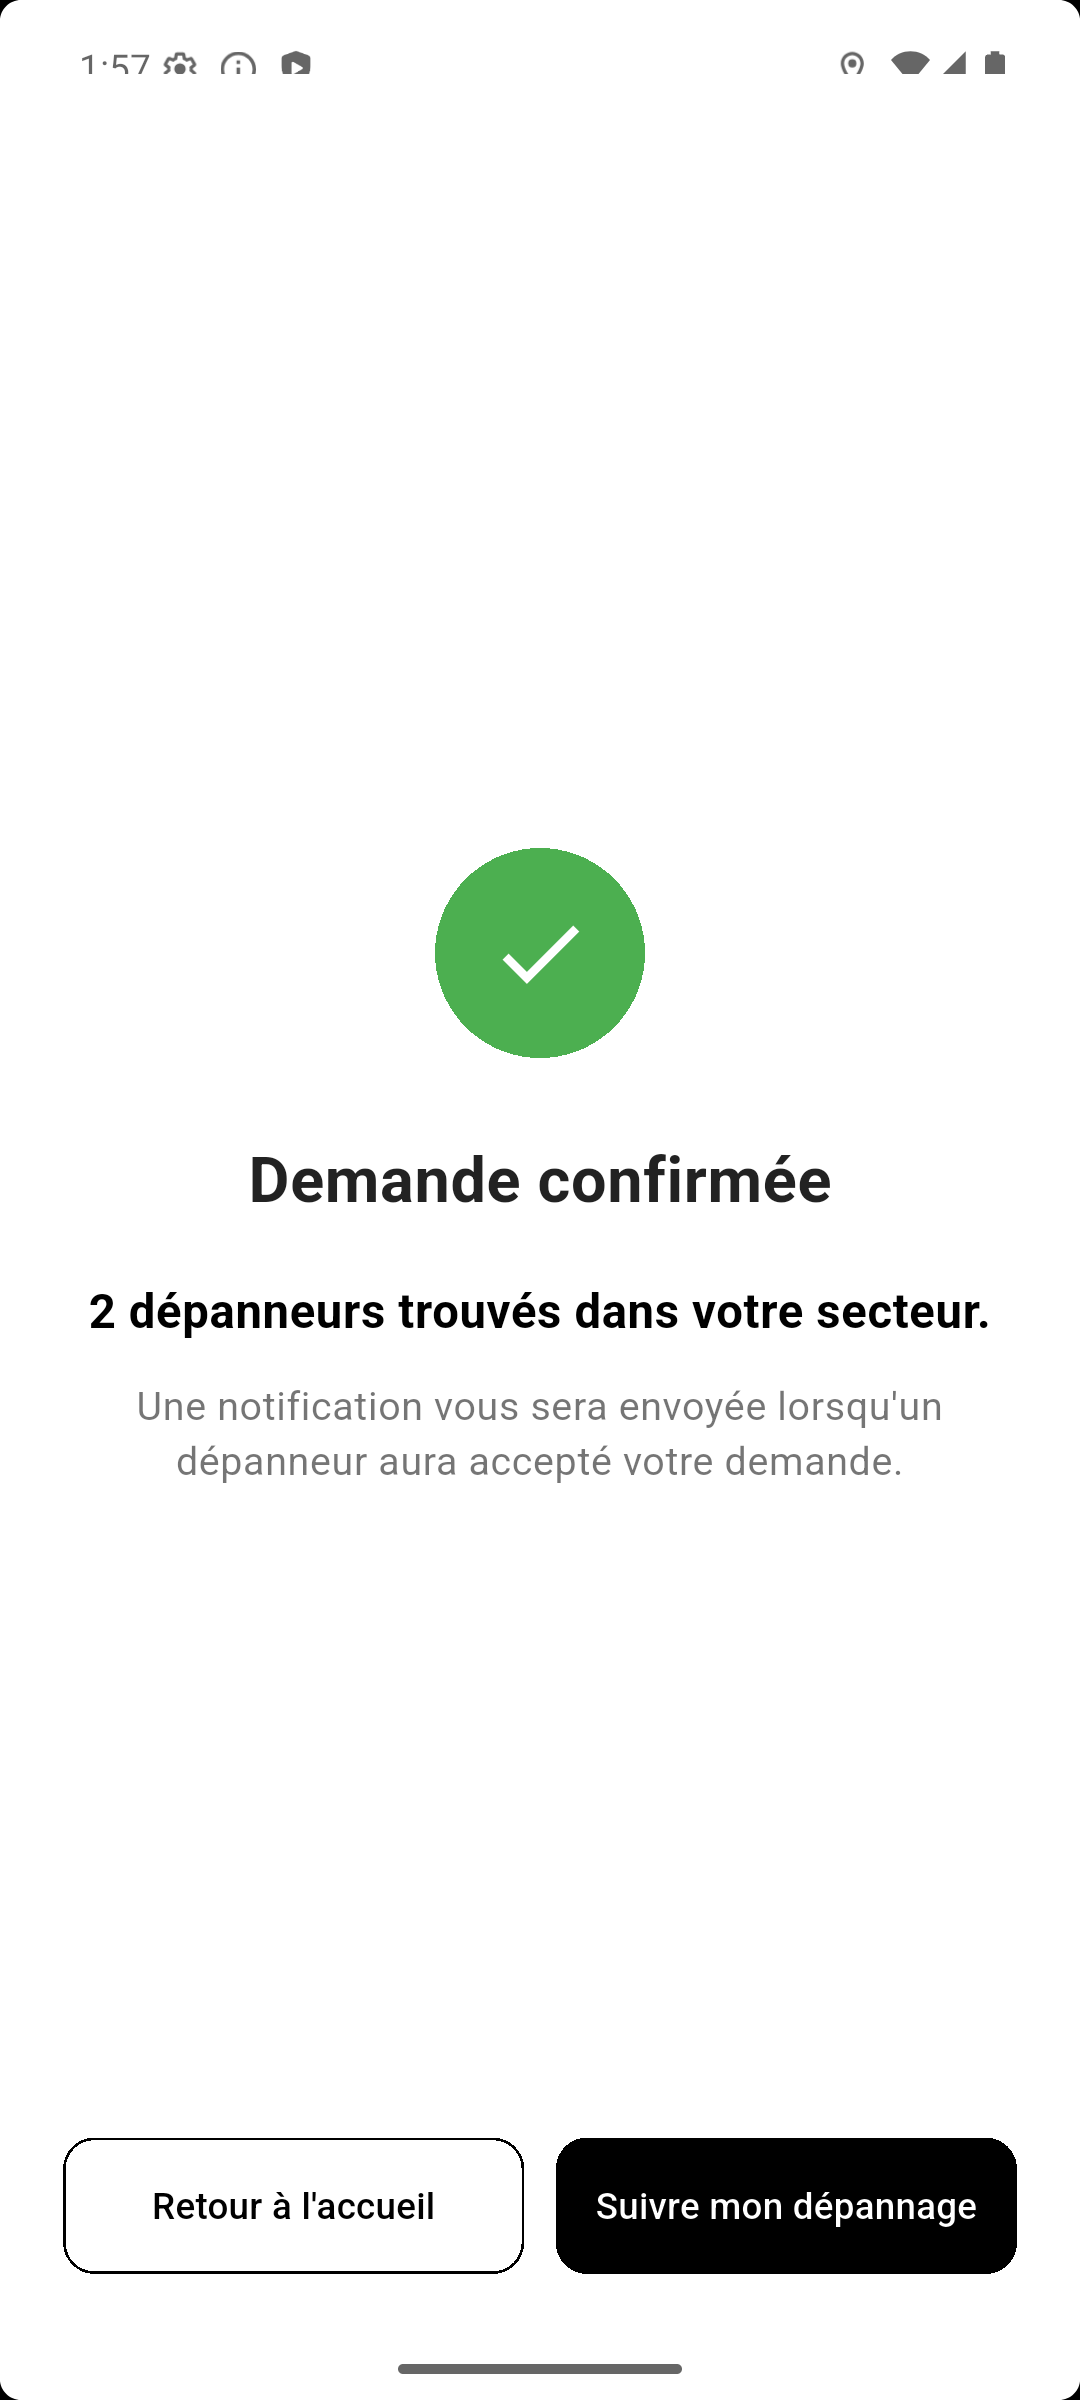 1:57
Demande confirmée
2 dépanneurs trouvés dans votre secteur.
Une notification vous sera envoyée lorsqu'un
dépanneur aura accepté votre demande.
Retour à l'accueil
Suivre mon dépannage